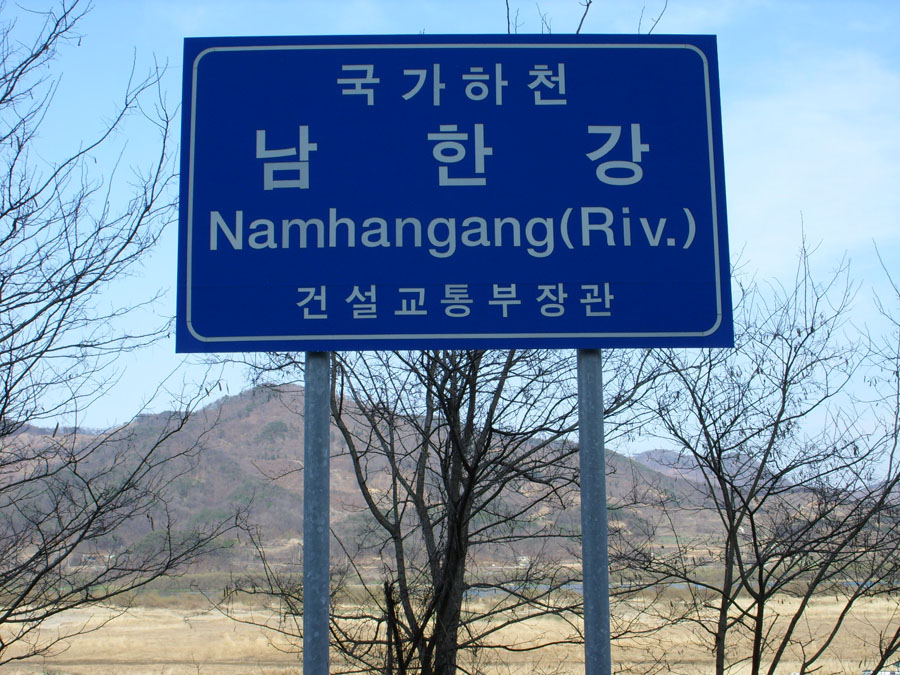 국가하천
남한강
Namhangang(Riv.)
건설교통부장관